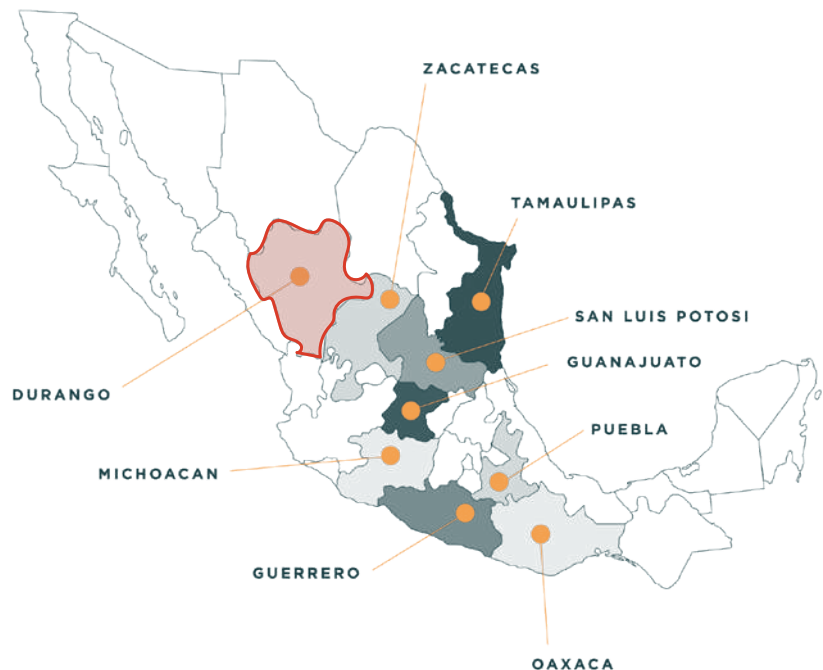 ZACATECAS
TAMAULIPAS
SAN LUIS POTOSI
GUANAJUATO
DURANGO
PUEBLA
MICHOACAN
GUERRERO
OAXACA